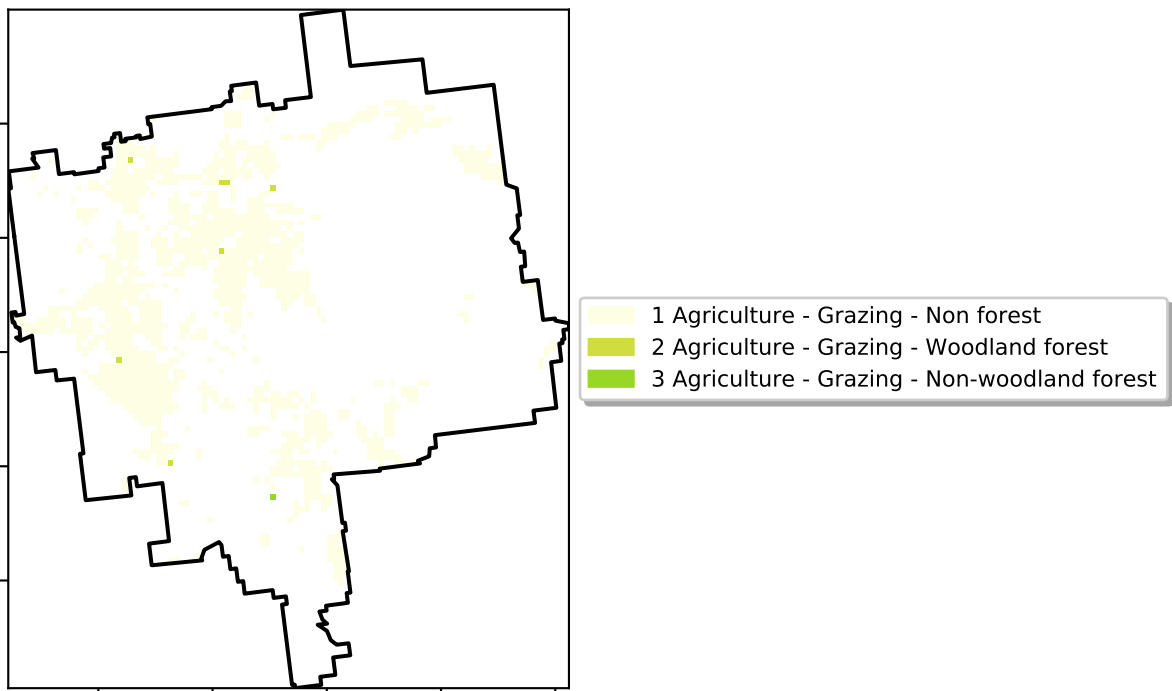 1 Agriculture - Grazing - Non forest
2 Agriculture - Grazing - Woodland forest
3 Agriculture - Grazing - Non-woodland forest